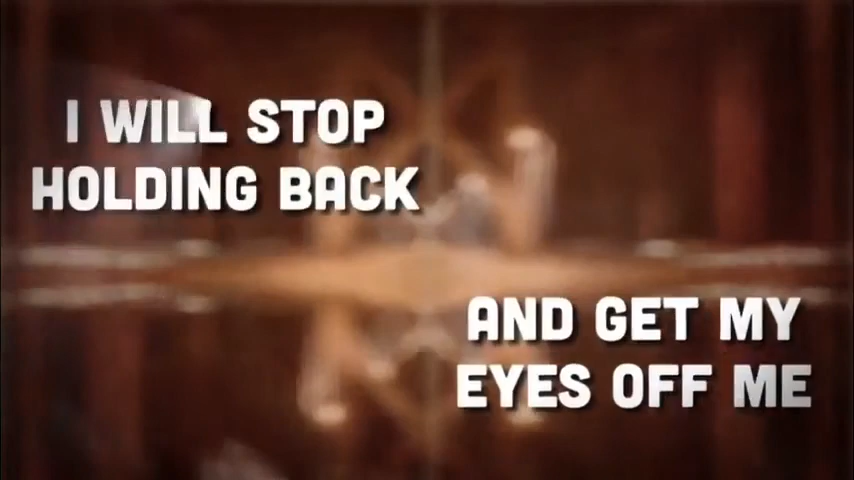 I WILL STOP
HOLDING BACK
AND GET MY
EYES OFF ME